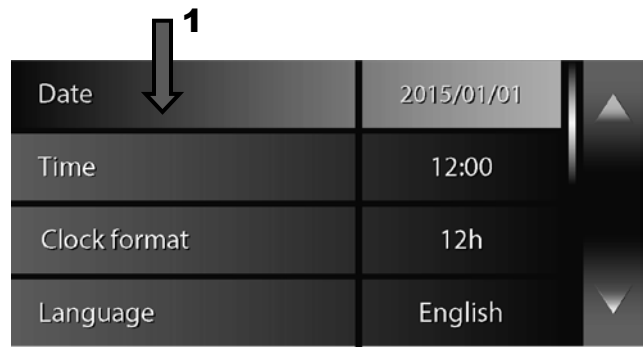 1
Date 2015/01/01
Time 12:00
Clock format 12h
Language English